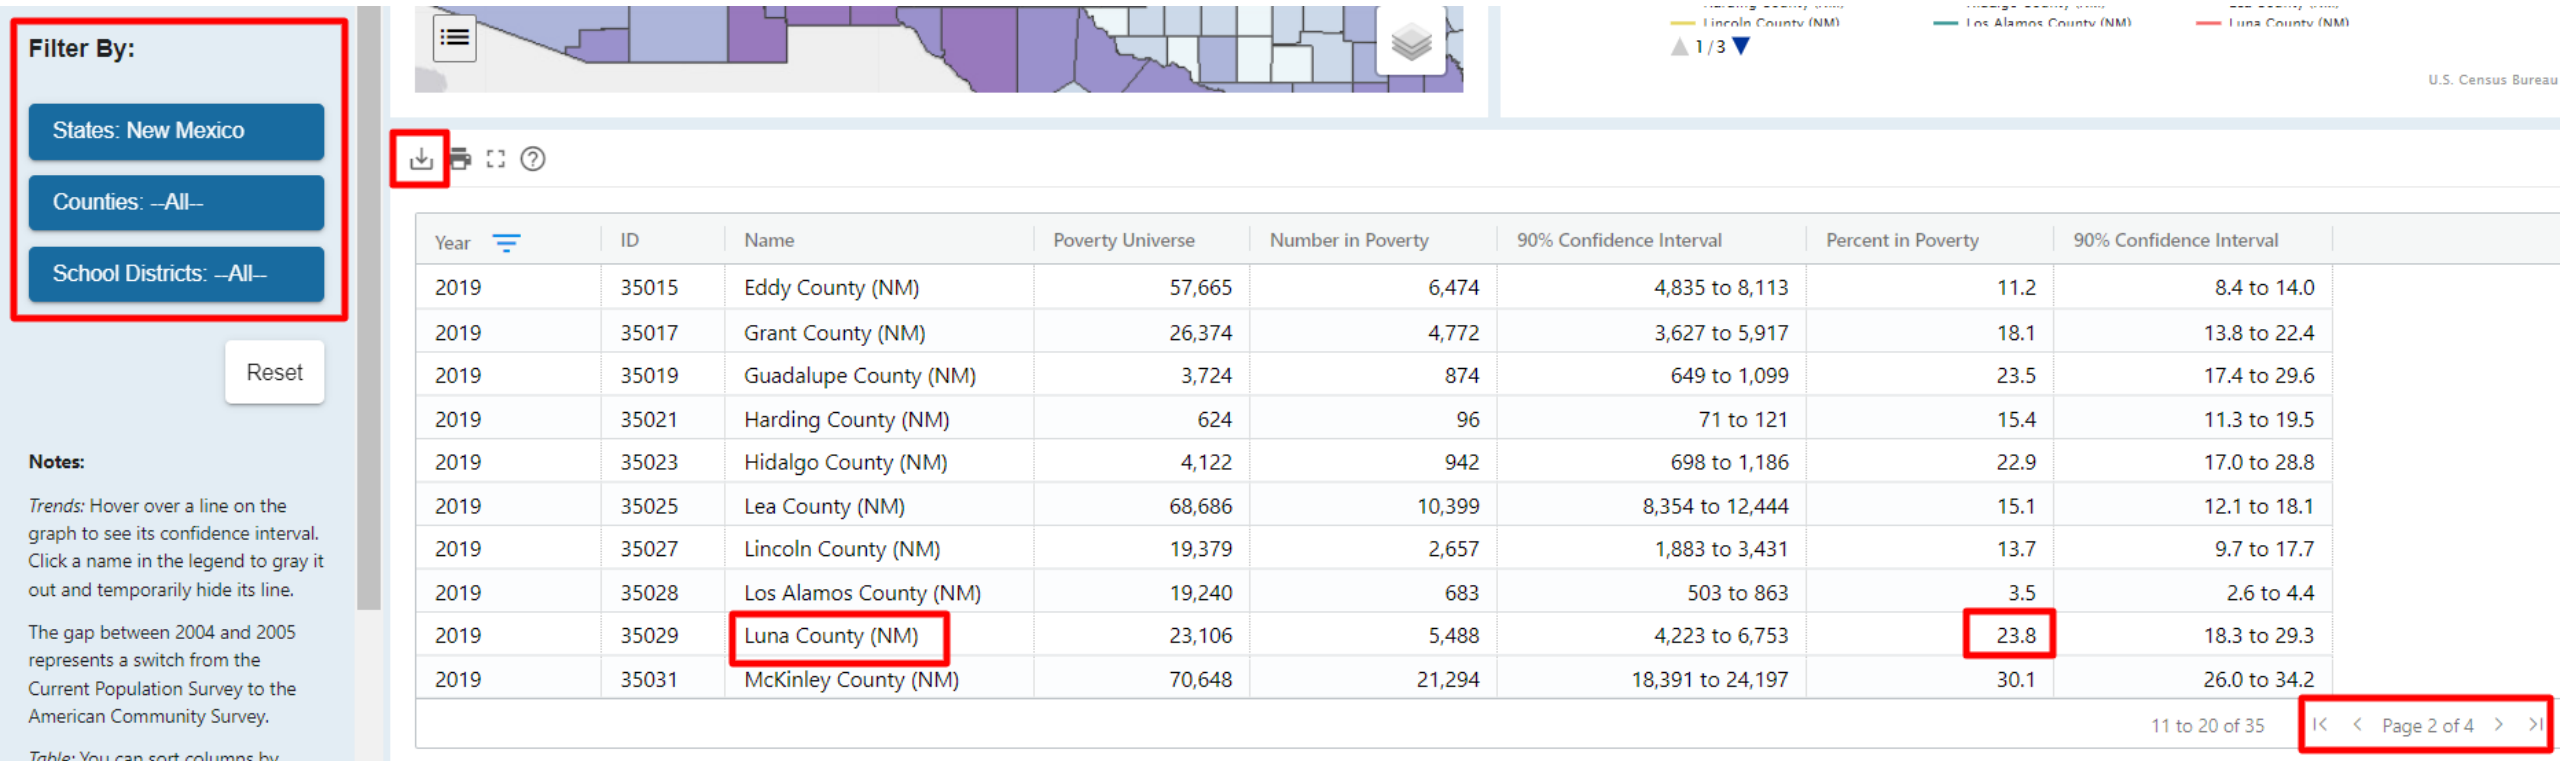 Filter By:
States: New Mexico
Counties: --All--
School Districts: --All--
Reset
Notes:
Trends: Hover over a line on the
graph to see its confidence interval.
Click a name in the legend to gray it
out and temporarily hide its line.
The gap between 2004 and 2005
represents a switch from the
Current Population Survey to the
American Community Survey.
Table: You can sort columns by
Lincoln County (NM) Los Alamos County (NM) Luna County (NM)
1 / 3
U.S. Census Bureau
Year ID Name Poverty Universe Number in Poverty 90% Confidence Interval Percent in Poverty 90% Confidence Interval
2019 35015 Eddy County (NM) 57,665 6,474 4,835 to 8,113 11.2 8.4 to 14.0
2019 35017 Grant County (NM) 26,374 4,772 3,627 to 5,917 18.1 13.8 to 22.4
2019 35019 Guadalupe County (NM) 3,724 874 649 to 1,099 23.5 17.4 to 29.6
2019 35021 Harding County (NM) 624 96 71 to 121 15.4 11.3 to 19.5
2019 35023 Hidalgo County (NM) 4,122 942 698 to 1,186 22.9 17.0 to 28.8
2019 35025 Lea County (NM) 68,686 10,399 8,354 to 12,444 15.1 12.1 to 18.1
2019 35027 Lincoln County (NM) 19,379 2,657 1,883 to 3,431 13.7 9.7 to 17.7
2019 35028 Los Alamos County (NM) 19,240 683 503 to 863 3.5 2.6 to 4.4
2019 35029 Luna County (NM) 23,106 5,488 4,223 to 6,753 23.8 18.3 to 29.3
2019 35031 McKinley County (NM) 70,648 21,294 18,391 to 24,197 30.1 26.0 to 34.2
11 to 20 of 35 Page 2 of 4